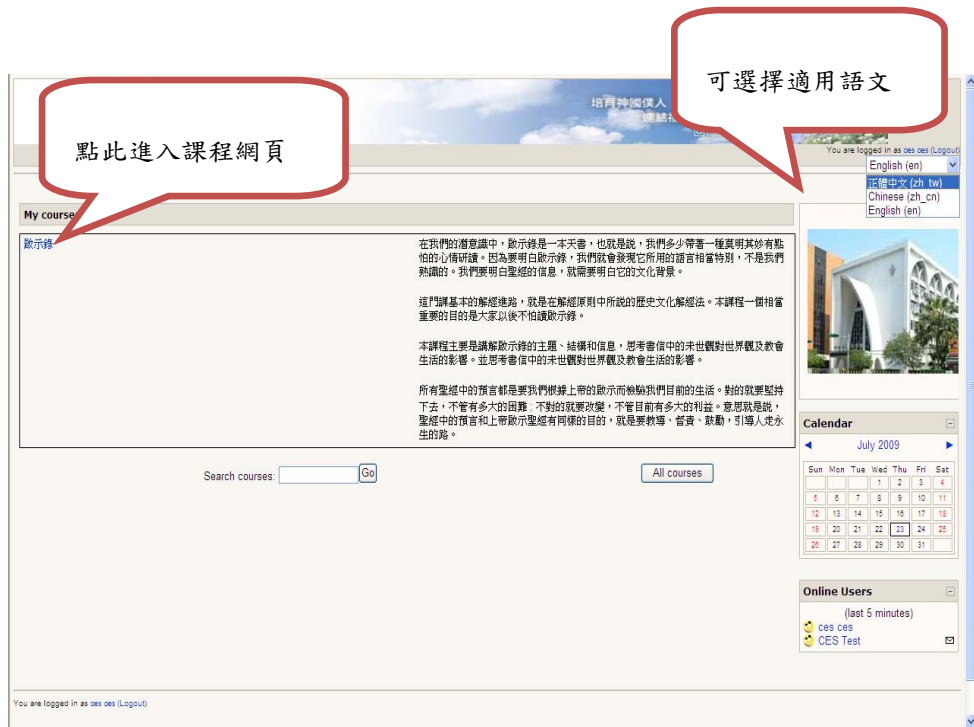 可選擇適用語文
點此進入課程網頁
培育神國僕人
You are logged in as ces ces (Logout)
English (en)
正體中文 (zh_tw)
Chinese (zh_cn)
English (en)
My course
啟示錄
在我們的潛意識中，啟示錄是一本天書，也就是說，我們多少帶著一種莫明其妙有點
怕的心情研讀。因為要明白啟示錄，我們就會發現它所用的語言相當特別，不是我們
熟識的。我們要明白聖經的信息，就需要明白它的文化背景。
這門課基本的解經進路，就是在解經原則中所說的歷史文化解經法。本課程一個相當
重要的目的是大家以後不怕讀啟示錄。
本課程主要是講解啟示錄的主題、結構和信息，思考書信中的末世觀對世界觀及教會
生活的影響。並思考書信中的末世觀對世界觀及教會生活的影響。
所有聖經中的預言都是要我們根據上帝的啟示而檢驗我們目前的生活。對的就要堅持
下去，不管有多大的困難；不對的就要改變，不管目前有多大的利益。意思就是說，
聖經中的預言和上帝啟示聖經有同樣的目的，就是要教導、督責、鼓勵，引導人走永
生的路。
Search courses:
Go
All courses
Calendar
July 2009
Sun Mon Tue Wed Thu Fri Sat
1 2 3 4
5 6 7 8 9 10 11
12 13 14 15 16 17 18
19 20 21 22 23 24 25
26 27 28 29 30 31
Online Users
(last 5 minutes)
ces ces
CES Test
You are logged in as ces ces (Logout)